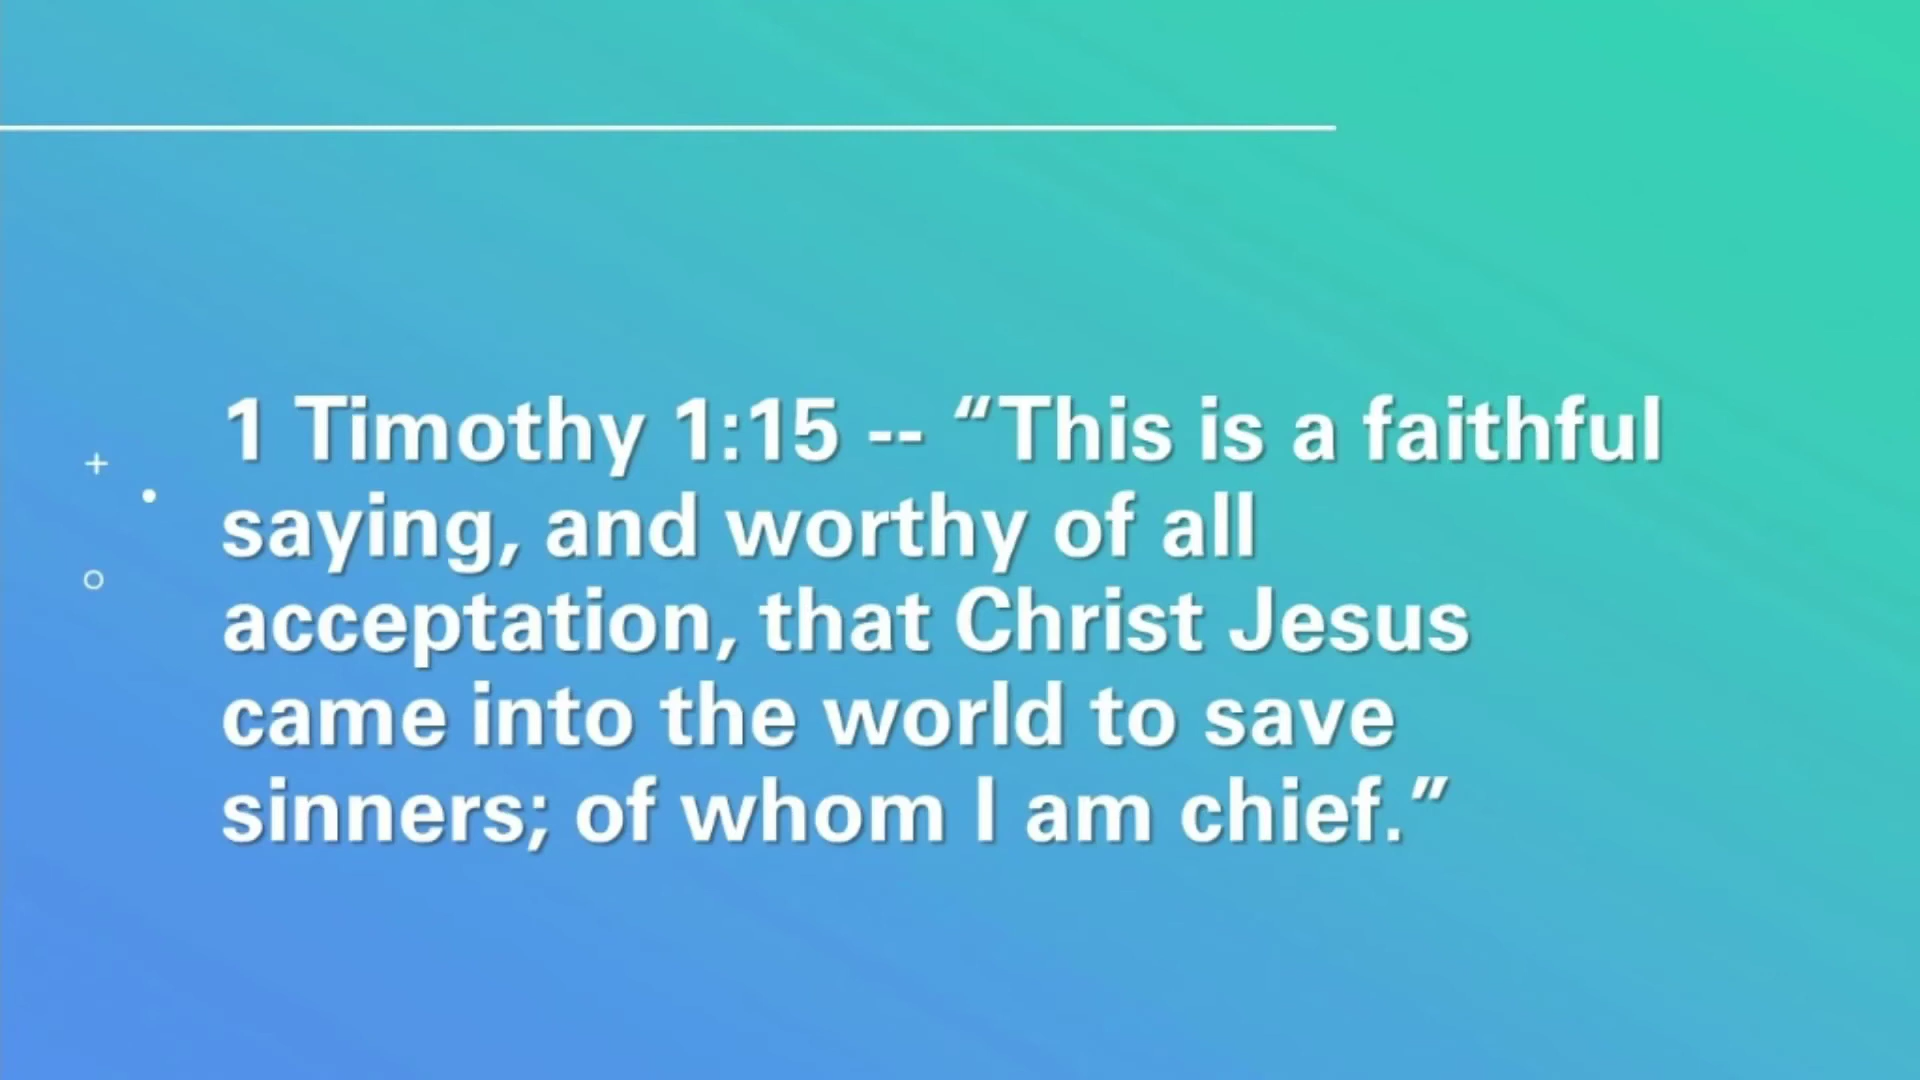 1 Timothy 1:15 -- “This is a faithful
saying, and worthy of all
acceptation, that Christ Jesus
came into the world to save
sinners; of whom I am chief.”